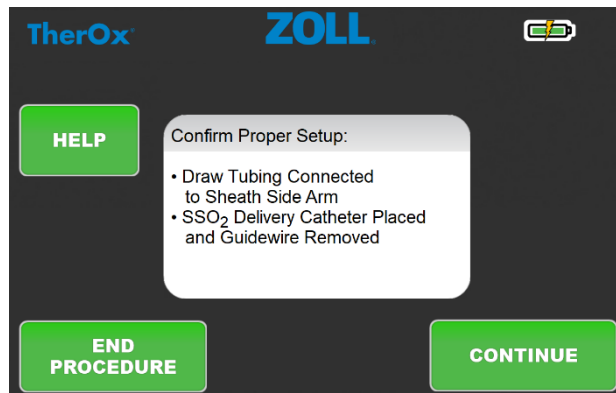 TherOx®
ZOLL®
HELP
Confirm Proper Setup:
• Draw Tubing Connected
to Sheath Side Arm
• SSO₂ Delivery Catheter Placed
and Guidewire Removed
END
PROCEDURE
CONTINUE